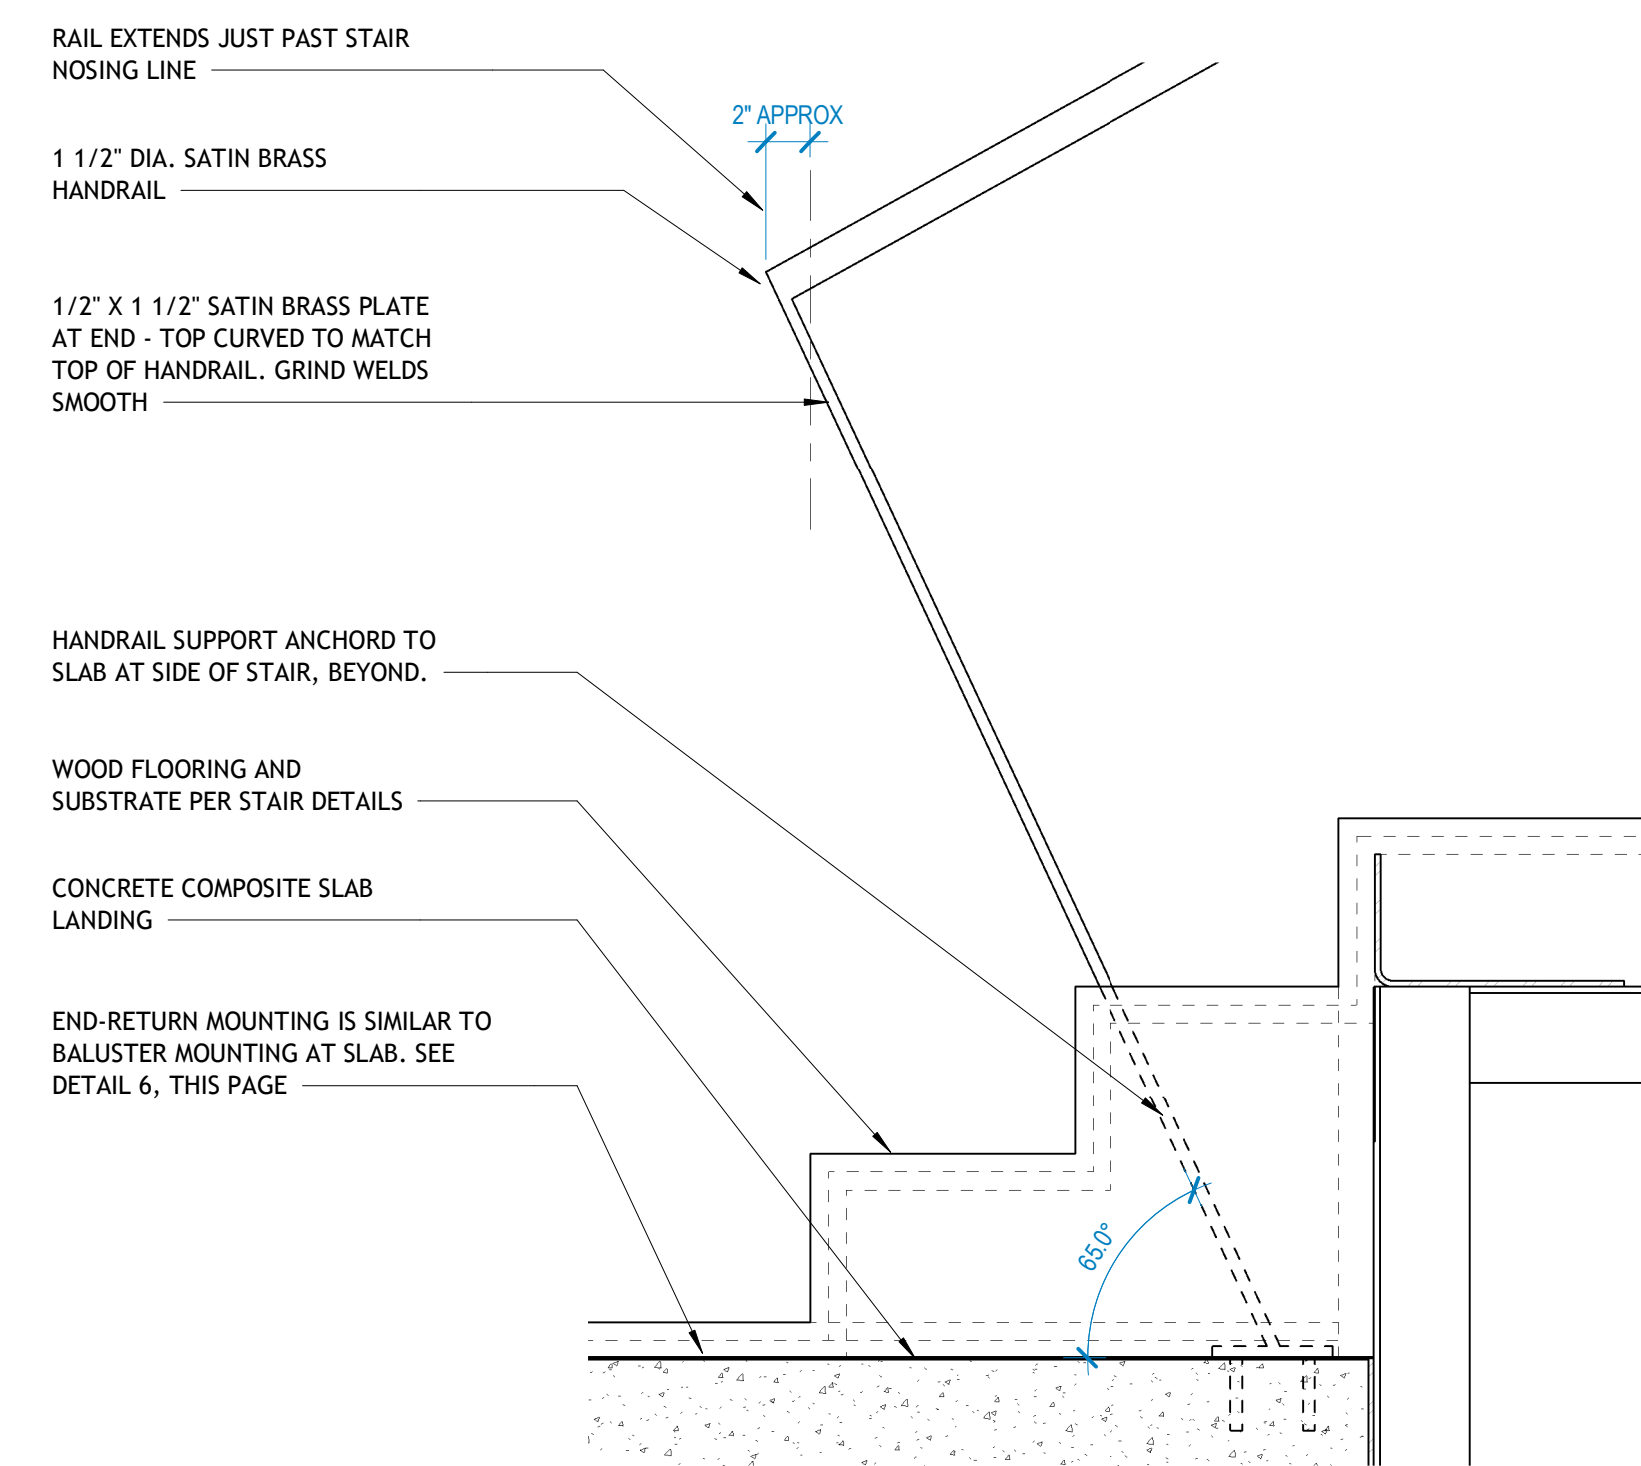 RAIL EXTENDS JUST PAST STAIR
NOSING LINE
2" APPROX
1 1/2" DIA. SATIN BRASS
HANDRAIL
1/2" X 1 1/2" SATIN BRASS PLATE
AT END - TOP CURVED TO MATCH
TOP OF HANDRAIL. GRIND WELDS
SMOOTH
HANDRAIL SUPPORT ANCHORD TO
SLAB AT SIDE OF STAIR, BEYOND.
WOOD FLOORING AND
SUBSTRATE PER STAIR DETAILS
CONCRETE COMPOSITE SLAB
LANDING
END-RETURN MOUNTING IS SIMILAR TO
BALUSTER MOUNTING AT SLAB. SEE
DETAIL 6, THIS PAGE
65.0°